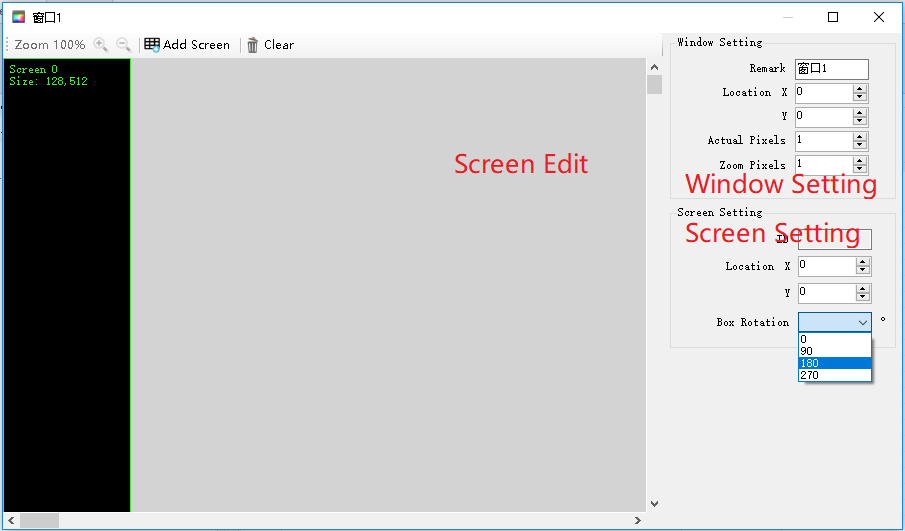 窗口1
Zoom 100% Add Screen Clear
Screen 0
Size: 128,512
Screen Edit
Window Setting
Remark 窗口1
Location X 0
Y 0
Actual Pixels 1
Zoom Pixels 1
Window Setting
Screen Setting
Screen Setting
ID
Location X 0
Y 0
Box Rotation °
0
90
180
270